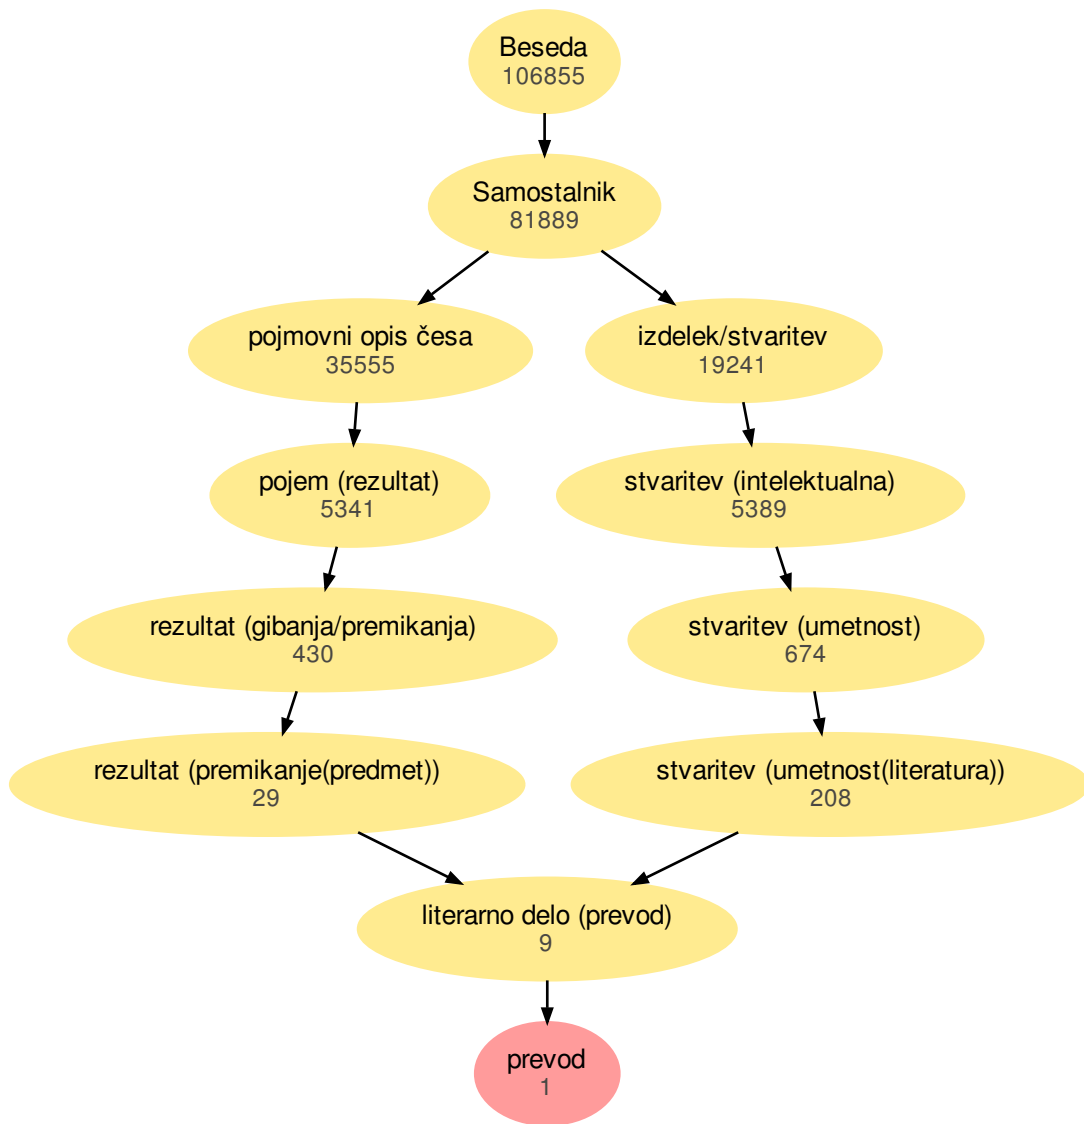 Beseda
106855
Samostalnik
81889
pojmovni opis česa
35555
izdelek/stvaritev
19241
pojem (rezultat)
5341
stvaritev (intelektualna)
5389
rezultat (gibanja/premikanja)
430
stvaritev (umetnost)
674
rezultat (premikanje(predmet))
29
stvaritev (umetnost(literatura))
208
literarno delo (prevod)
9
prevod
1